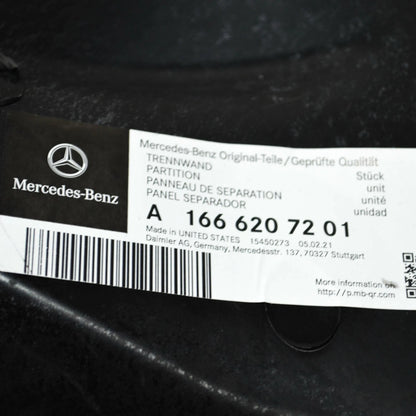 Mercedes-Benz
Mercedes-Benz Original-Teile/Geprüfte Qualität
TRENNWAND Stück
PARTITION unit
PANNEAU DE SEPARATION unité
PANEL SEPARADOR unidad
A 166 620 72 01
Made in UNITED STATES 15450273 05.02.21
Daimler AG, Germany, Mercedesstr. 137, 70327 Stuttgart
More information on:
http://p.mb-qr.com